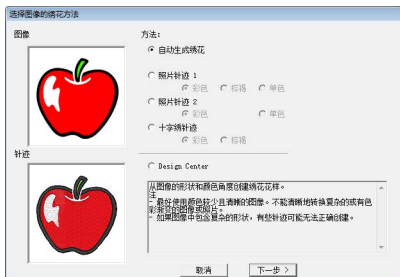 选择图像的绣花方法
图像
方法：
自动生成绣花
照片针迹 1
彩色 棕褐 单色
照片针迹 2
彩色 单色
十字绣针迹
彩色 棕褐
针迹
Design Center
从图像的形状和颜色角度创建绣花花样。
注
- 最好使用颜色较少且清晰的图像。不能清晰地转换复杂的或有色
彩渐变的图像或照片。
- 如果图像中包含复杂的形状，有些针迹可能无法正确创建。
取消 下一步 >